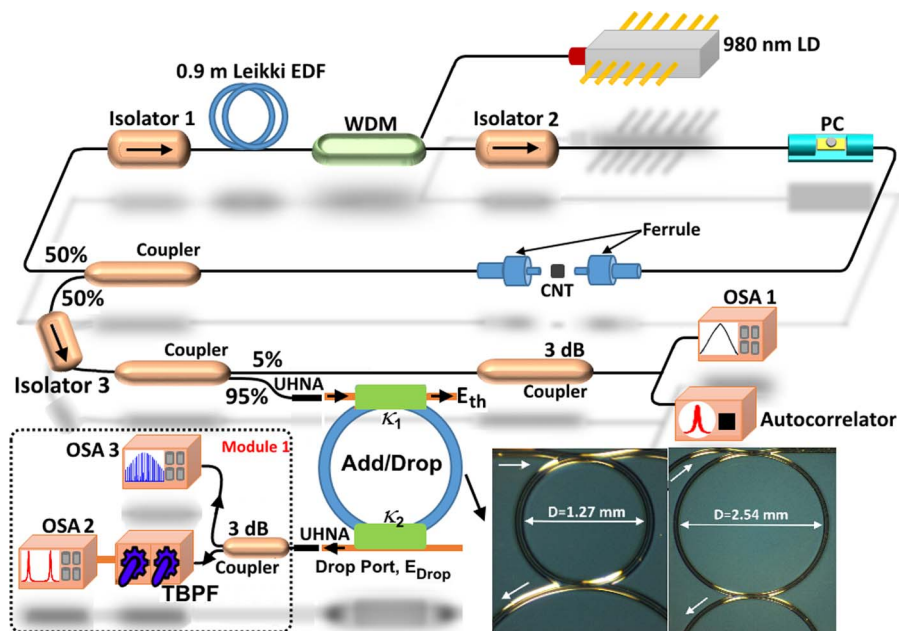 980 nm LD
0.9 m Leikki EDF
Isolator 1
WDM
Isolator 2
PC
50%
Coupler
Ferrule
CNT
50%
OSA 1
Isolator 3
Coupler
5%
3 dB
Coupler
95%
UHNA
Eth
κ1
Autocorrelator
Module 1
OSA 3
Add/Drop
OSA 2
3 dB
Coupler
TBPF
UHNA
κ2
Drop Port, EDrop
D=1.27 mm
D=2.54 mm